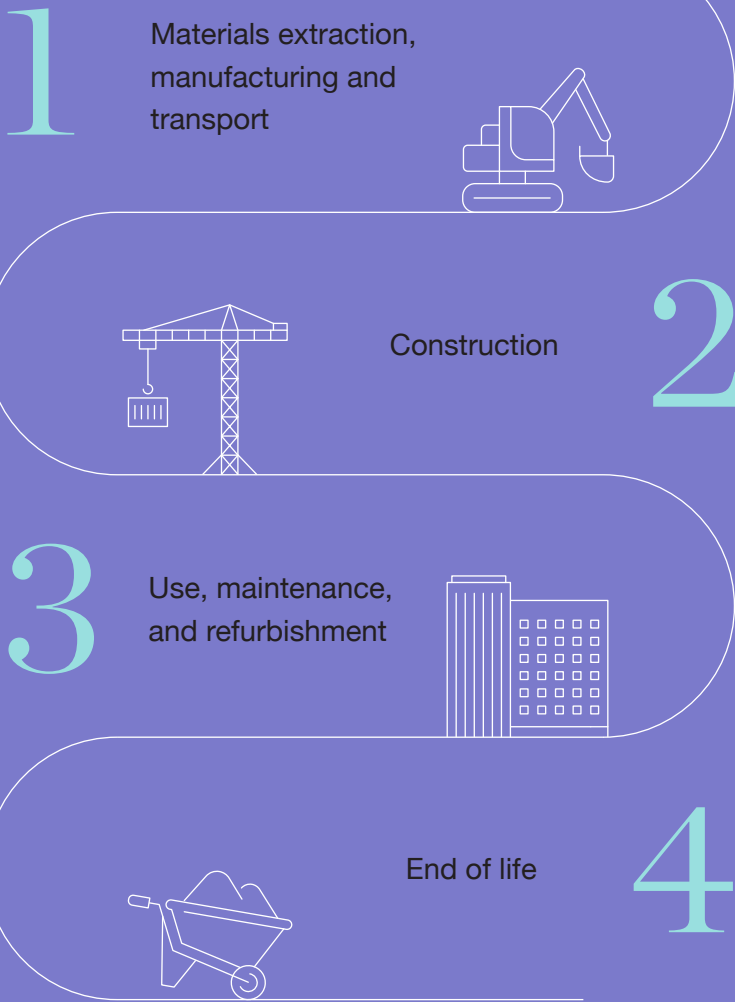 1
Materials extraction,
manufacturing and
transport
Construction
2
3
Use, maintenance,
and refurbishment
End of life
4